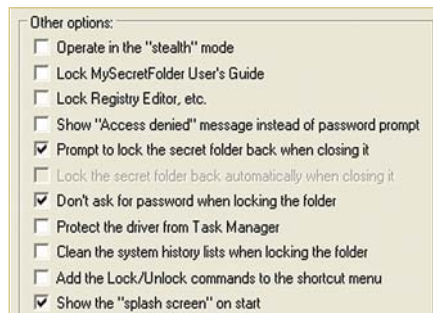 Other options:
Operate in the "stealth" mode
Lock MySecretFolder User's Guide
Lock Registry Editor, etc.
Show "Access denied" message instead of password prompt
Prompt to lock the secret folder back when closing it
Lock the secret folder back automatically when closing it
Don't ask for password when locking the folder
Protect the driver from Task Manager
Clean the system history lists when locking the folder
Add the Lock/Unlock commands to the shortcut menu
Show the "splash screen" on start